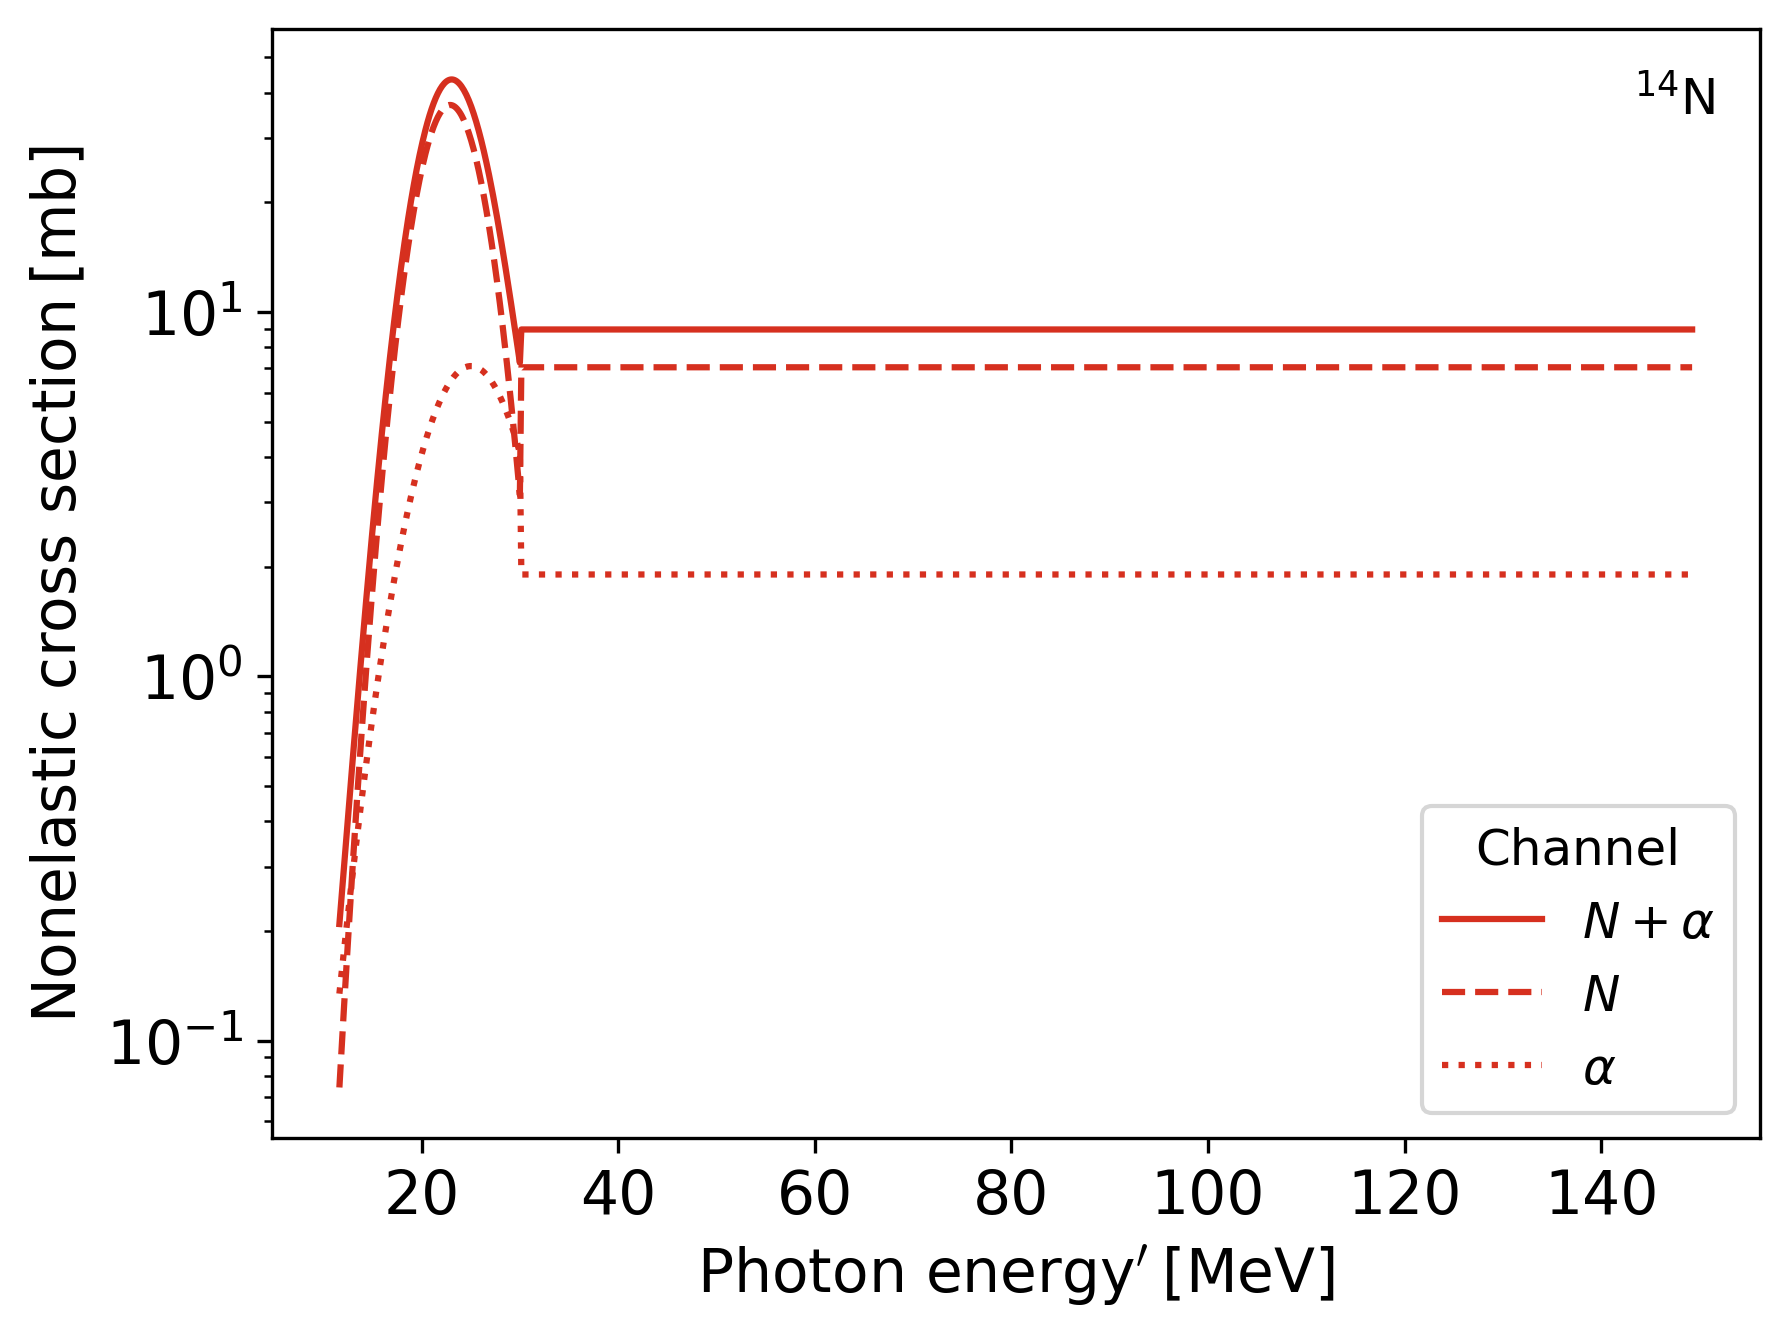 ¹⁴N
Nonelastic cross section [mb]
10¹
10⁰
10⁻¹
Channel
N + α
N
α
20 40 60 80 100 120 140
Photon energy′ [MeV]